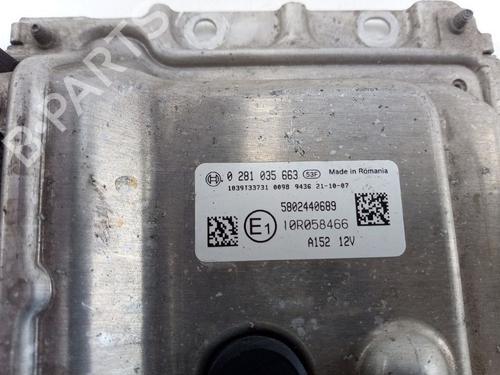 0 281 035 663 53F Made in Romania
1039133731 0098 9436 21-10-07
5802440689
E1 10R058466
A152 12V
B-PARTS